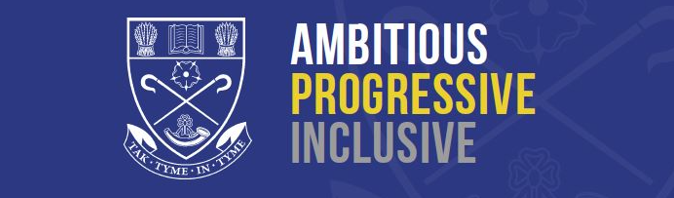 AMBITIOUS
PROGRESSIVE
INCLUSIVE
TAK · TYME · IN · TYME